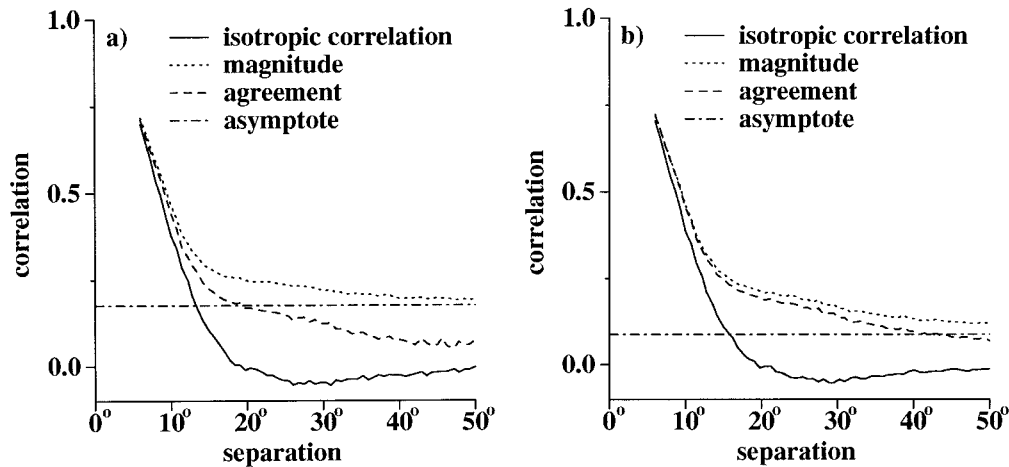 a)
1.0
0.5
0.0
correlation
isotropic correlation
magnitude
agreement
asymptote
0° 10° 20° 30° 40° 50°
separation
b)
1.0
0.5
0.0
correlation
isotropic correlation
magnitude
agreement
asymptote
0° 10° 20° 30° 40° 50°
separation